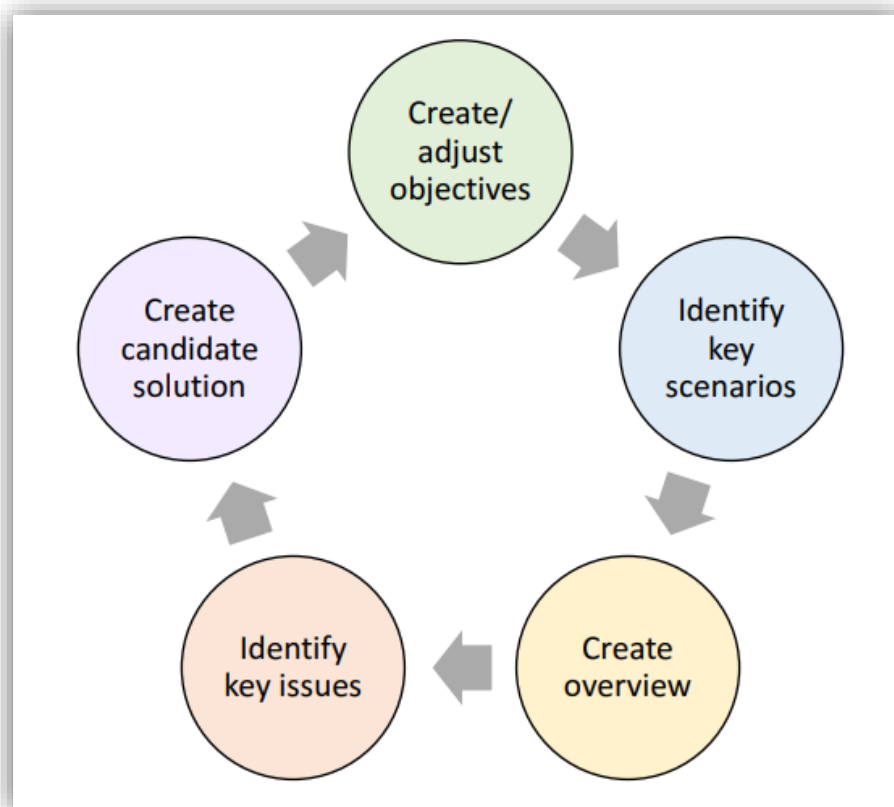 Create/
adjust
objectives
Identify
key
scenarios
Create
overview
Identify
key issues
Create
candidate
solution